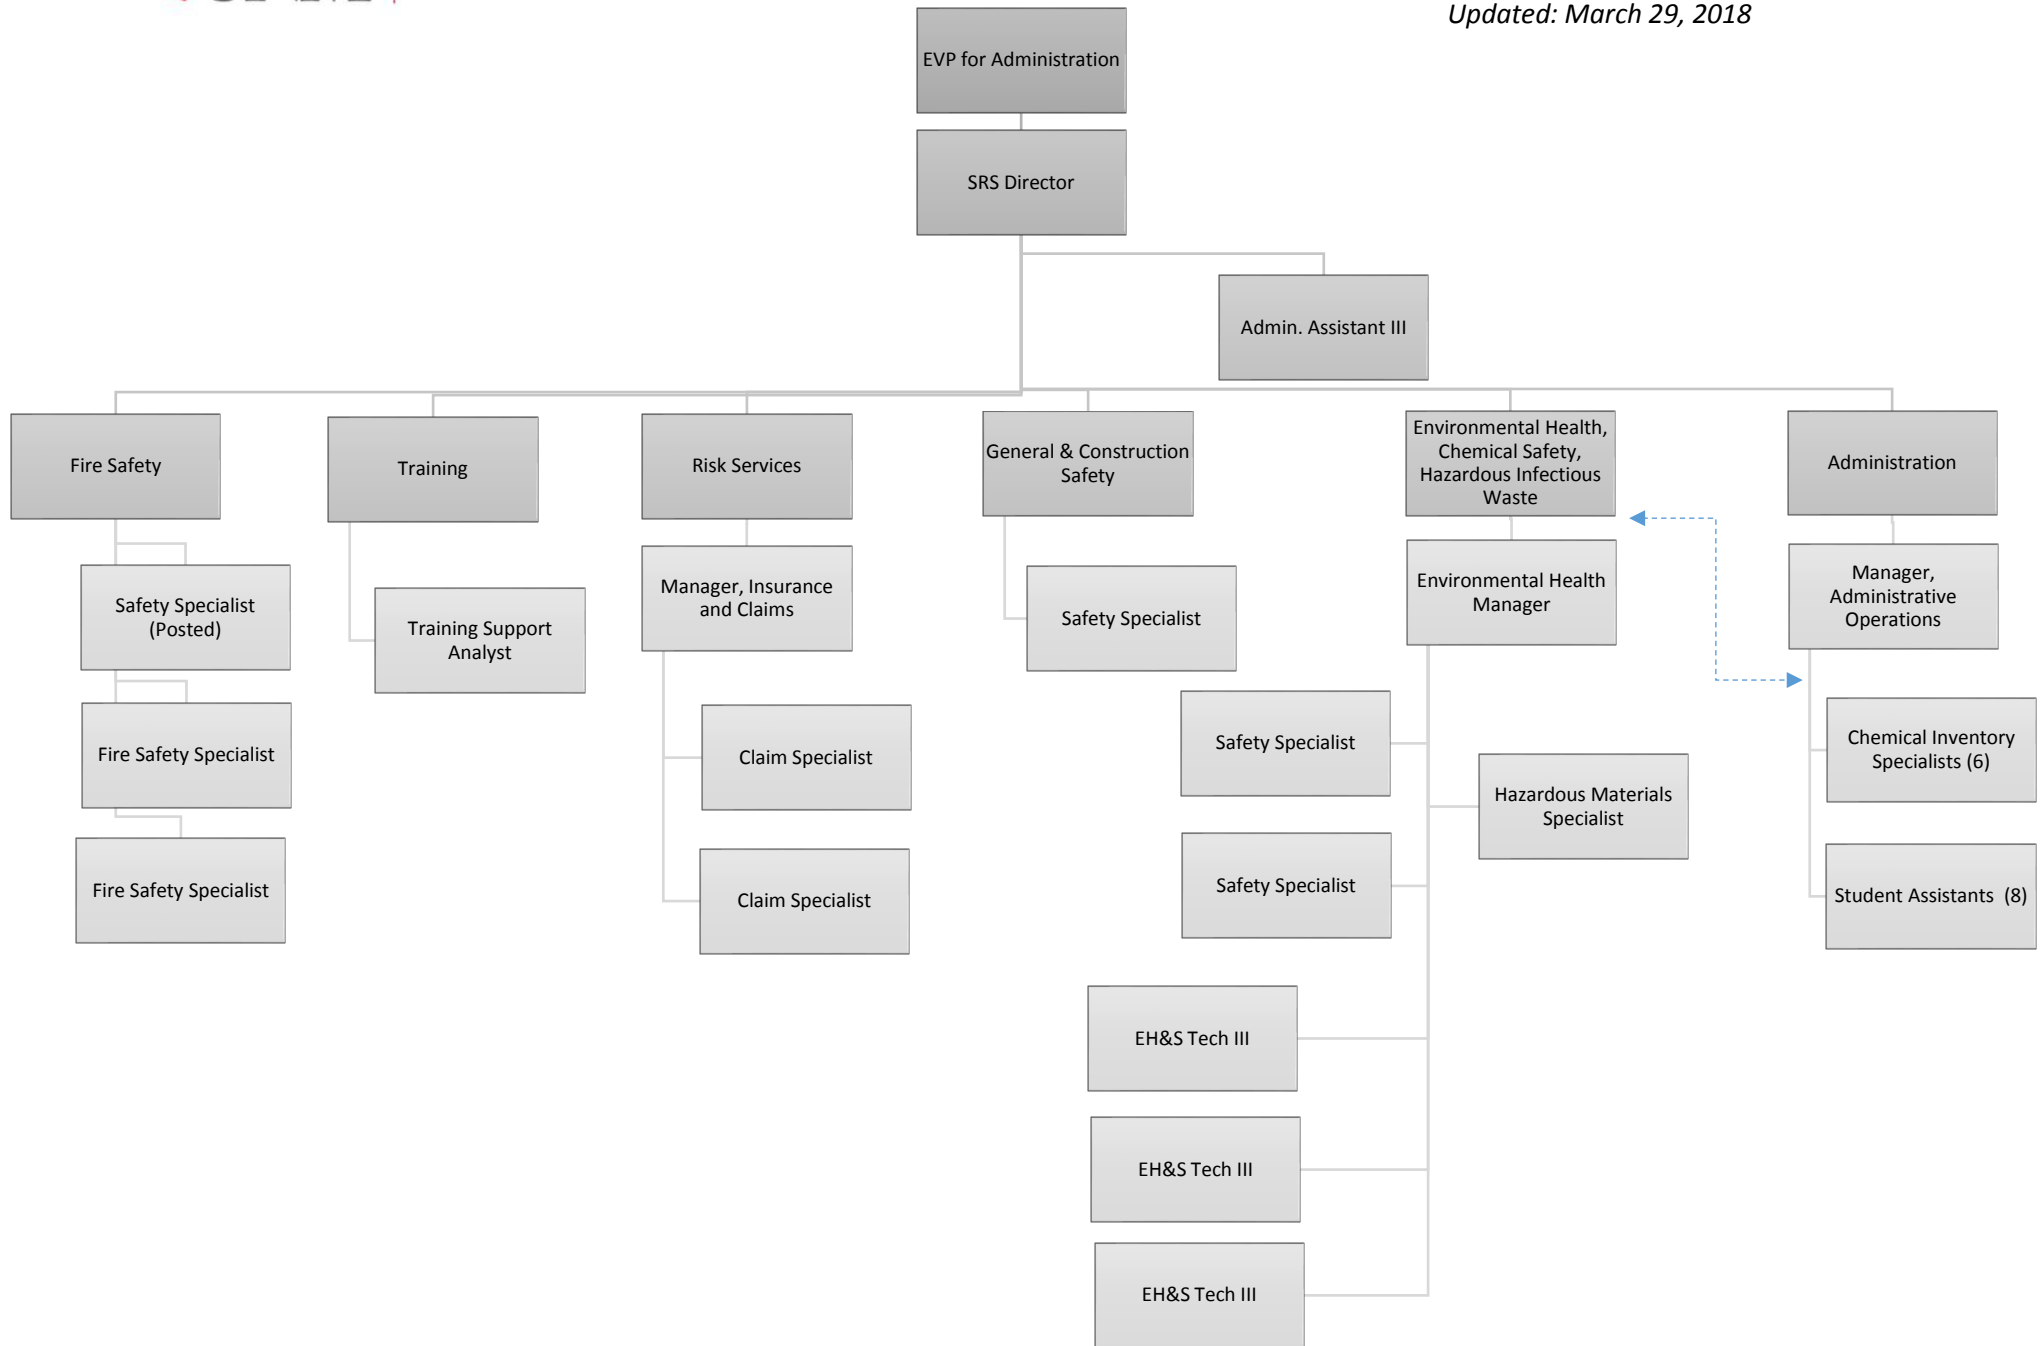 Updated: March 29, 2018
EVP for Administration
SRS Director
Admin. Assistant III
Fire Safety
Training
Risk Services
General & Construction
Safety
Environmental Health,
Chemical Safety,
Hazardous Infectious
Waste
Administration
Safety Specialist
(Posted)
Fire Safety Specialist
Fire Safety Specialist
Training Support
Analyst
Manager, Insurance
and Claims
Claim Specialist
Claim Specialist
Safety Specialist
Environmental Health
Manager
Safety Specialist
Hazardous Materials
Specialist
Safety Specialist
EH&S Tech III
EH&S Tech III
EH&S Tech III
Manager,
Administrative
Operations
Chemical Inventory
Specialists (6)
Student Assistants  (8)